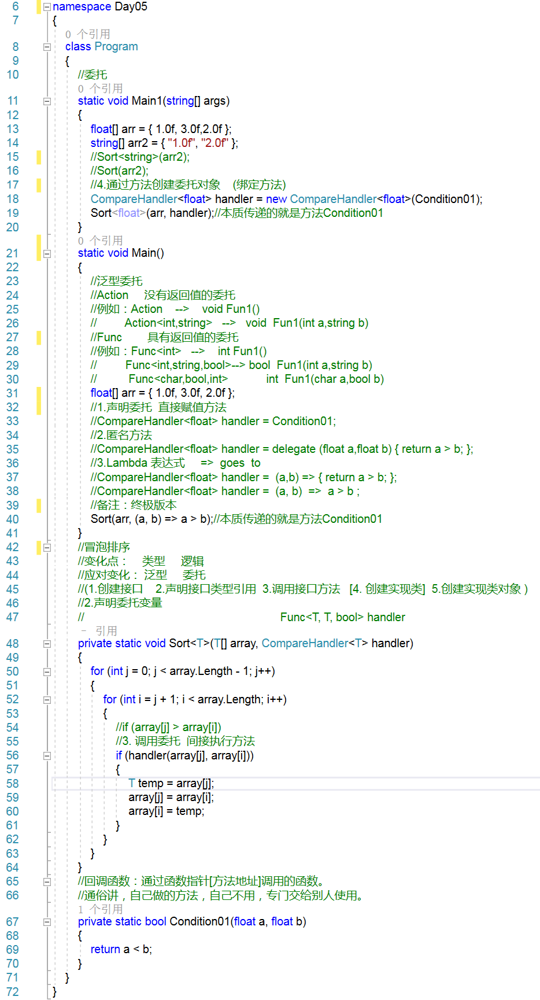 6 namespace Day05
7 {
0 个引用
8 class Program
9 {
10 //委托
0 个引用
11 static void Main1(string[] args)
12 {
13 float[] arr = { 1.0f, 3.0f,2.0f };
14 string[] arr2 = { "1.0f", "2.0f" };
15 //Sort<string>(arr2);
16 //Sort(arr2);
17 //4.通过方法创建委托对象 (绑定方法)
18 CompareHandler<float> handler = new CompareHandler<float>(Condition01);
19 Sort<float>(arr, handler);//本质传递的就是方法Condition01
20 }
0 个引用
21 static void Main()
22 {
23 //泛型委托
24 //Action 没有返回值的委托
25 //例如：Action --> void Fun1()
26 // Action<int,string> --> void Fun1(int a,string b)
27 //Func 具有返回值的委托
28 //例如：Func<int> --> int Fun1()
29 // Func<int,string,bool>--> bool Fun1(int a,string b)
30 // Func<char,bool,int> int Fun1(char a,bool b)
31 float[] arr = { 1.0f, 3.0f, 2.0f };
32 //1.声明委托 直接赋值方法
33 //CompareHandler<float> handler = Condition01;
34 //2.匿名方法
35 //CompareHandler<float> handler = delegate (float a,float b) { return a > b; };
36 //3.Lambda 表达式 => goes to
37 //CompareHandler<float> handler = (a,b) => { return a > b; };
38 //CompareHandler<float> handler = (a, b) => a > b ;
39 //备注：终极版本
40 Sort(arr, (a, b) => a > b);//本质传递的就是方法Condition01
41 }
42 //冒泡排序
43 //变化点： 类型 逻辑
44 //应对变化： 泛型 委托
45 //(1.创建接口 2.声明接口类型引用 3.调用接口方法 [4. 创建实现类] 5.创建实现类对象 )
46 //2.声明委托变量
47 // Func<T, T, bool> handler
- 引用
48 private static void Sort<T>(T[] array, CompareHandler<T> handler)
49 {
50 for (int j = 0; j < array.Length - 1; j++)
51 {
52 for (int i = j + 1; i < array.Length; i++)
53 {
54 //if (array[j] > array[i])
55 //3. 调用委托 间接执行方法
56 if (handler(array[j], array[i]))
57 {
58 T temp = array[j];
59 array[j] = array[i];
60 array[i] = temp;
61 }
62 }
63 }
64 }
65 //回调函数：通过函数指针[方法地址]调用的函数。
66 //通俗讲，自己做的方法，自己不用，专门交给别人使用。
1 个引用
67 private static bool Condition01(float a, float b)
68 {
69 return a < b;
70 }
71 }
72 }